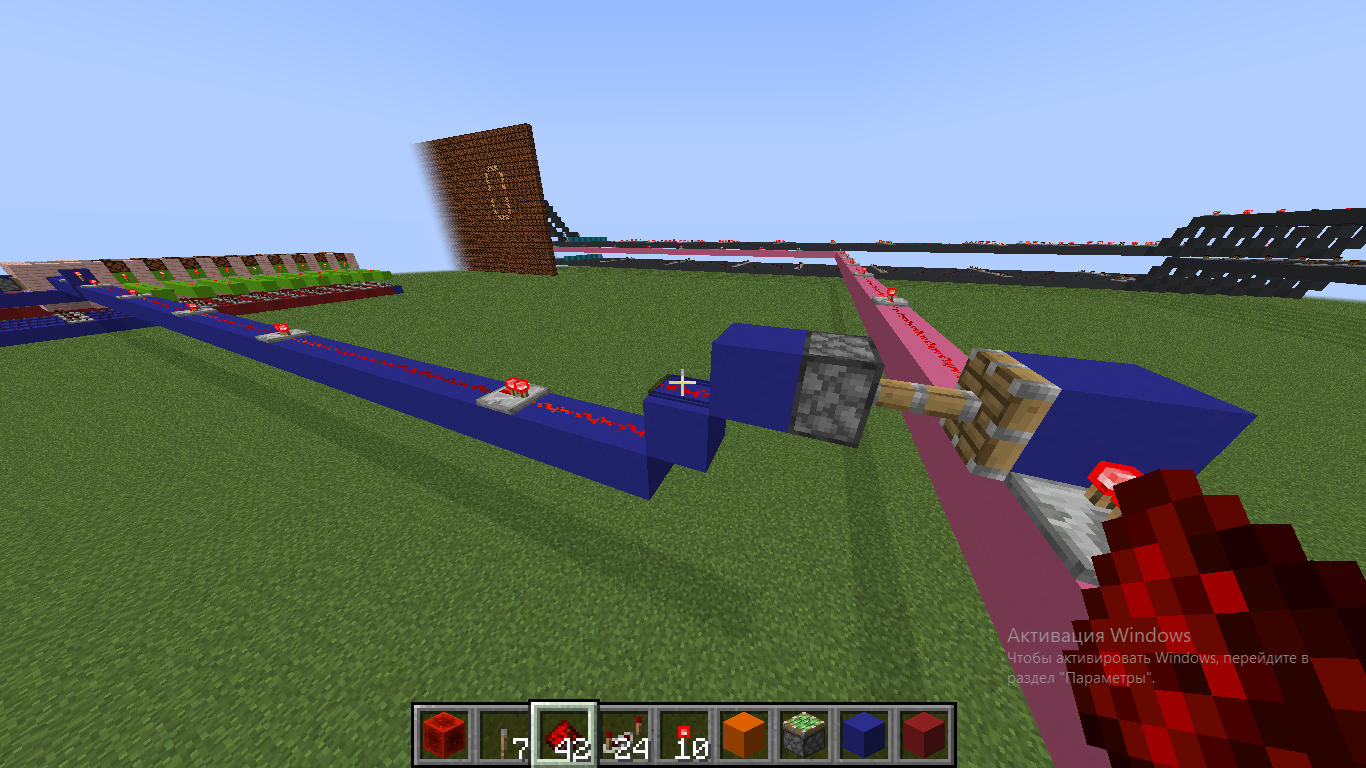 0
Активация Windows
Чтобы активировать Windows, перейдите в
раздел "Параметры".
7 42 24 10